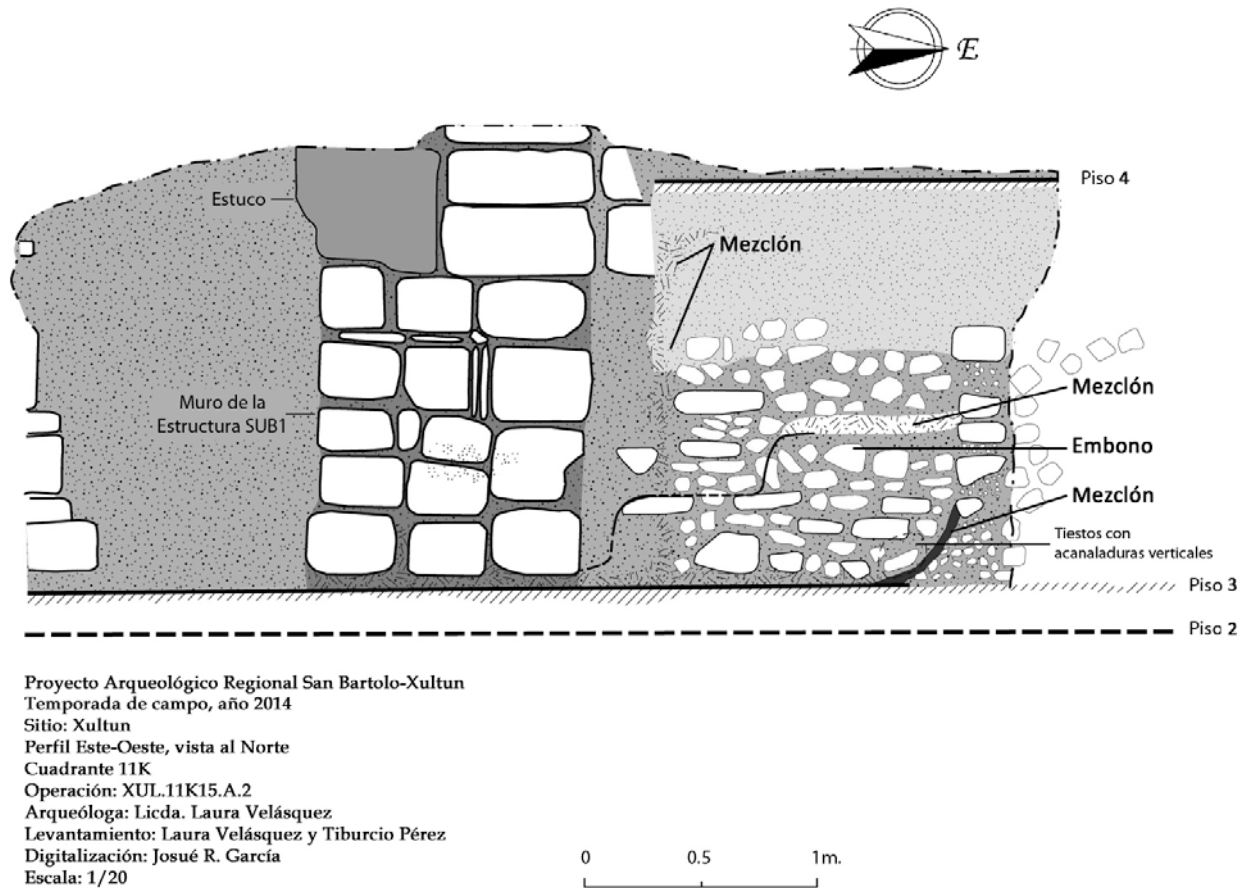 E
Piso 4
Estuco
Mezclón
Mezclón
Muro de la
Estructura SUB1
Embono
Mezclón
Tiestos con
acanaladuras verticales
Piso 3
Piso 2
Proyecto Arqueológico Regional San Bartolo-Xultun
Temporada de campo, año 2014
Sitio: Xultun
Perfil Este-Oeste, vista al Norte
Cuadrante 11K
Operación: XUL.11K15.A.2
Arqueóloga: Licda. Laura Velásquez
Levantamiento: Laura Velásquez y Tiburcio Pérez
Digitalización: Josué R. García
Escala: 1/20
0 0.5 1m.